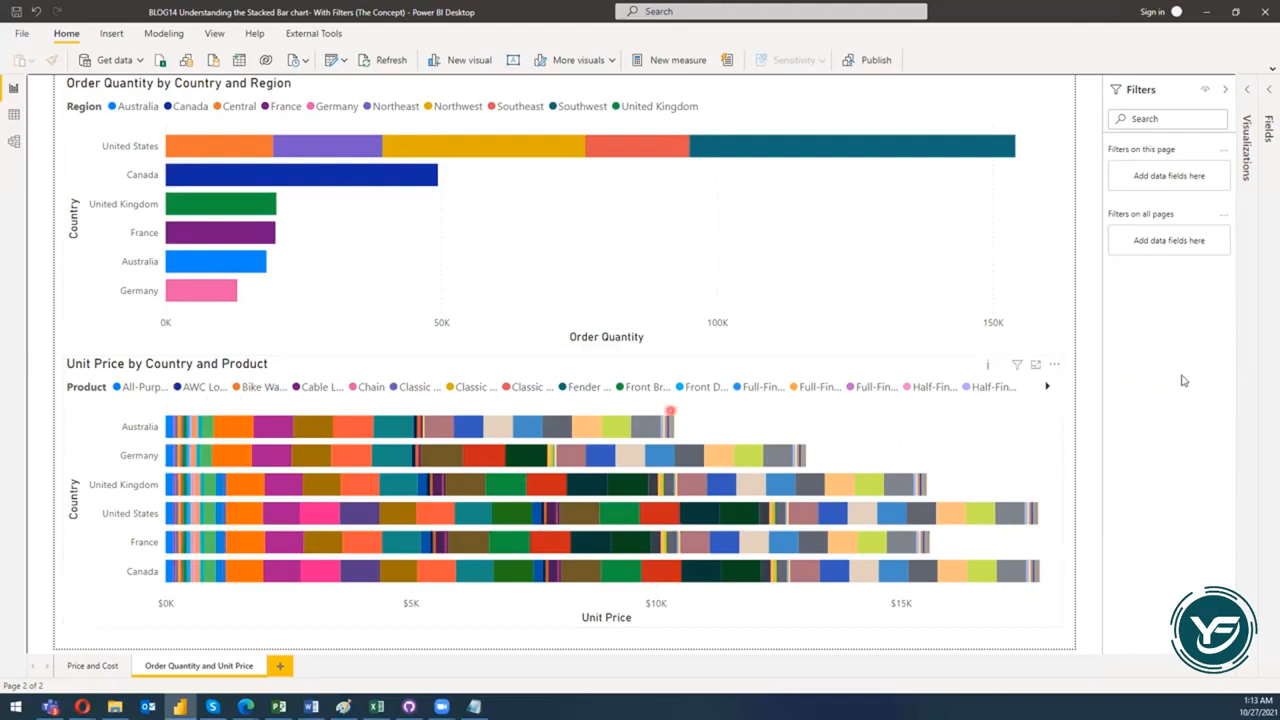 BLOG14 Understanding the Stacked Bar chart- With Filters (The Concept) - Power BI Desktop
Search
Sign in
File Home Insert Modeling View Help External Tools
Get data Refresh New visual More visuals New measure Sensitivity Publish
Order Quantity by Country and Region
Region Australia Canada Central France Germany Northeast Northwest Southeast Southwest United Kingdom
United States
Canada
United Kingdom
France
Australia
Germany
Country
0K 50K 100K 150K
Order Quantity
Unit Price by Country and Product
Product All-Purp... AWC Lo... Bike Wa... Cable L... Chain Classic ... Classic ... Classic ... Fender ... Front Br... Front D... Full-Fin... Full-Fin... Full-Fin... Half-Fin... Half-Fin...
Australia
Germany
United Kingdom
United States
France
Canada
Country
$0K $5K $10K $15K
Unit Price
Filters
Search
Filters on this page
Add data fields here
Filters on all pages
Add data fields here
Visualizations
Fields
YF
Price and Cost Order Quantity and Unit Price
Page 2 of 2
1:13 AM
10/27/2021